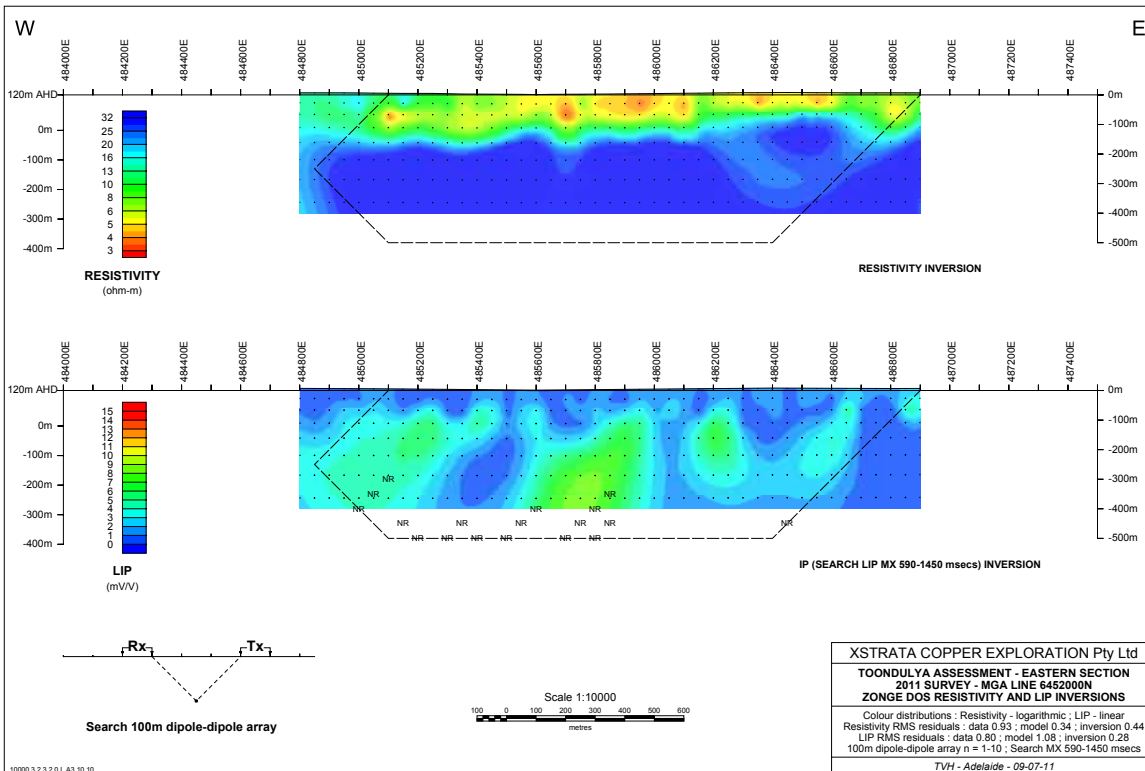 W
E
484000E 484200E 484400E 484600E 484800E 485000E 485200E 485400E 485600E 485800E 486000E 486200E 486400E 486600E 486800E 487000E 487200E 487400E
120m AHD
0m
-100m
-200m
-300m
-400m
32
25
20
16
13
10
8
6
5
4
3
RESISTIVITY
(ohm-m)
0m
-100m
-200m
-300m
-400m
-500m
RESISTIVITY INVERSION
484000E 484200E 484400E 484600E 484800E 485000E 485200E 485400E 485600E 485800E 486000E 486200E 486400E 486600E 486800E 487000E 487200E 487400E
120m AHD
0m
-100m
-200m
-300m
-400m
15
14
13
12
11
10
9
8
7
6
5
4
3
2
1
0
LIP
(mV/V)
NR
NR NR
NR NR NR
NR NR NR NR NR NR
NR NR NR NR NR NR
0m
-100m
-200m
-300m
-400m
-500m
IP (SEARCH LIP MX 590-1450 msecs) INVERSION
Rx Tx
Search 100m dipole-dipole array
Scale 1:10000
100 0 100 200 300 400 500 600
metres
XSTRATA COPPER EXPLORATION Pty Ltd
TOONDULYA ASSESSMENT - EASTERN SECTION
2011 SURVEY - MGA LINE 6452000N
ZONGE DOS RESISTIVITY AND LIP INVERSIONS
Colour distributions : Resistivity - logarithmic ; LIP - linear
Resistivity RMS residuals : data 0.93 ; model 0.34 ; inversion 0.44
LIP RMS residuals : data 0.80 ; model 1.08 ; inversion 0.28
100m dipole-dipole array n = 1-10 ; Search MX 590-1450 msecs
TVH - Adelaide - 09-07-11